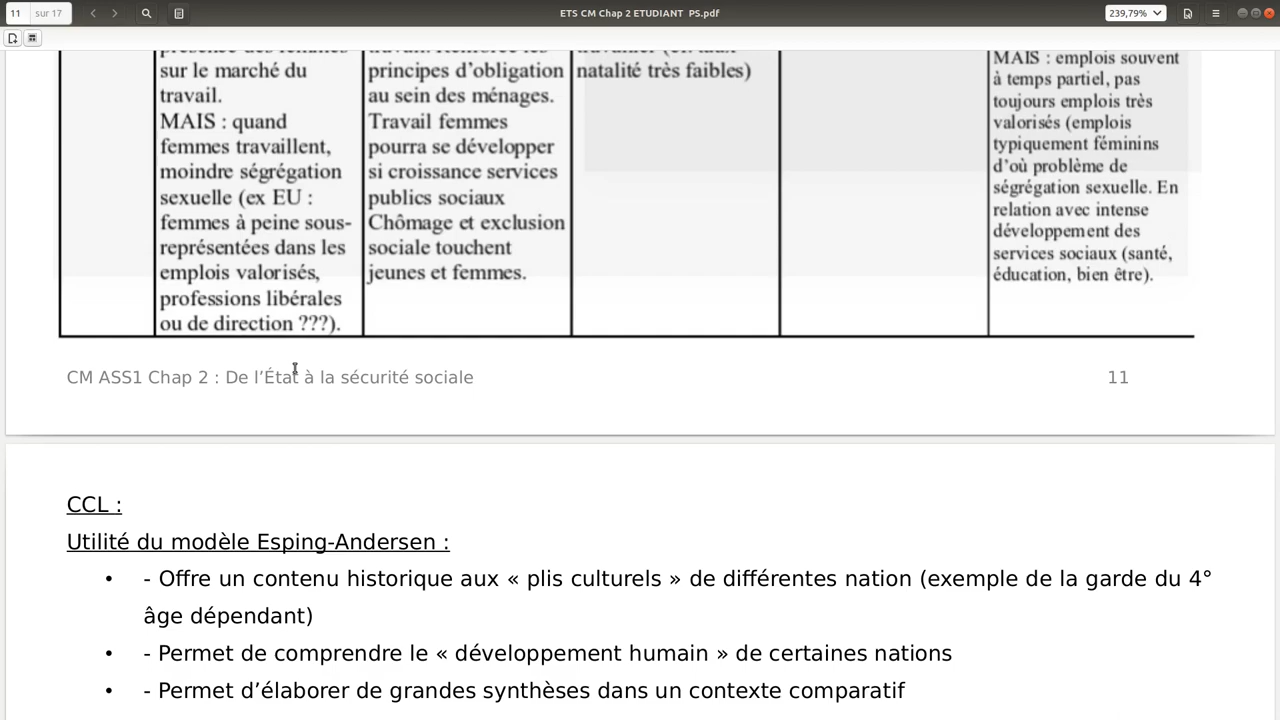 11 sur 17
ETS CM Chap 2 ETUDIANT PS.pdf
239,79%
présence des femmes
sur le marché du
travail.
MAIS : quand
femmes travaillent,
moindre ségrégation
sexuelle (ex EU :
femmes à peine sous-
représentées dans les
emplois valorisés,
professions libérales
ou de direction ???).
travail. Renforce les
principes d’obligation
au sein des ménages.
Travail femmes
pourra se développer
si croissance services
publics sociaux
Chômage et exclusion
sociale touchent
jeunes et femmes.
natalité très faibles)
MAIS : emplois souvent
à temps partiel, pas
toujours emplois très
valorisés (emplois
typiquement féminins
d’où problème de
ségrégation sexuelle. En
relation avec intense
développement des
services sociaux (santé,
éducation, bien être).
CM ASS1 Chap 2 : De l’État à la sécurité sociale
11
CCL :
Utilité du modèle Esping-Andersen :
• - Offre un contenu historique aux « plis culturels » de différentes nation (exemple de la garde du 4°
âge dépendant)
• - Permet de comprendre le « développement humain » de certaines nations
• - Permet d’élaborer de grandes synthèses dans un contexte comparatif